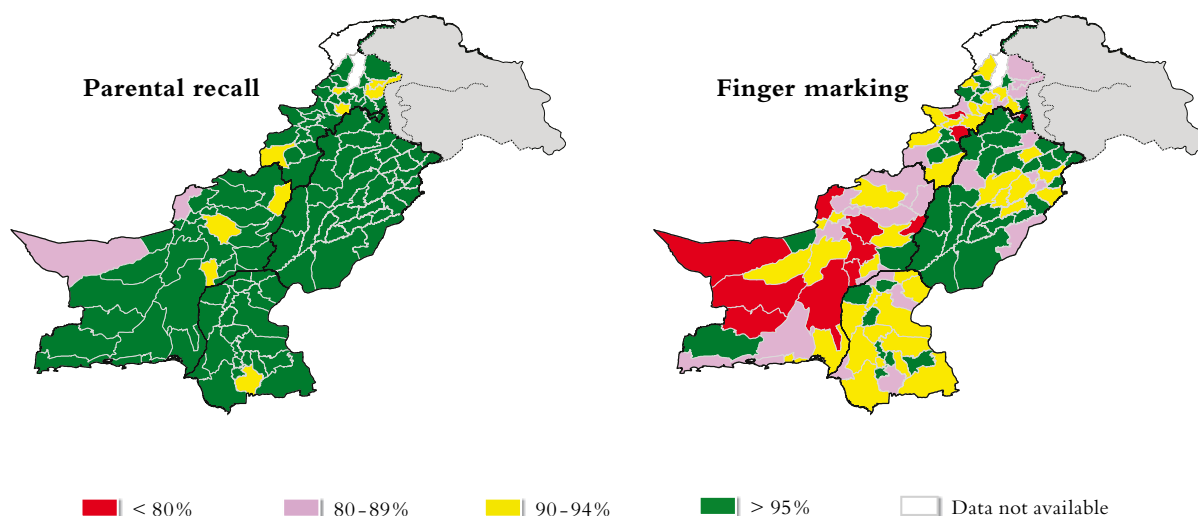 Parental recall
Finger marking
< 80%
80–89%
90–94%
> 95%
Data not available